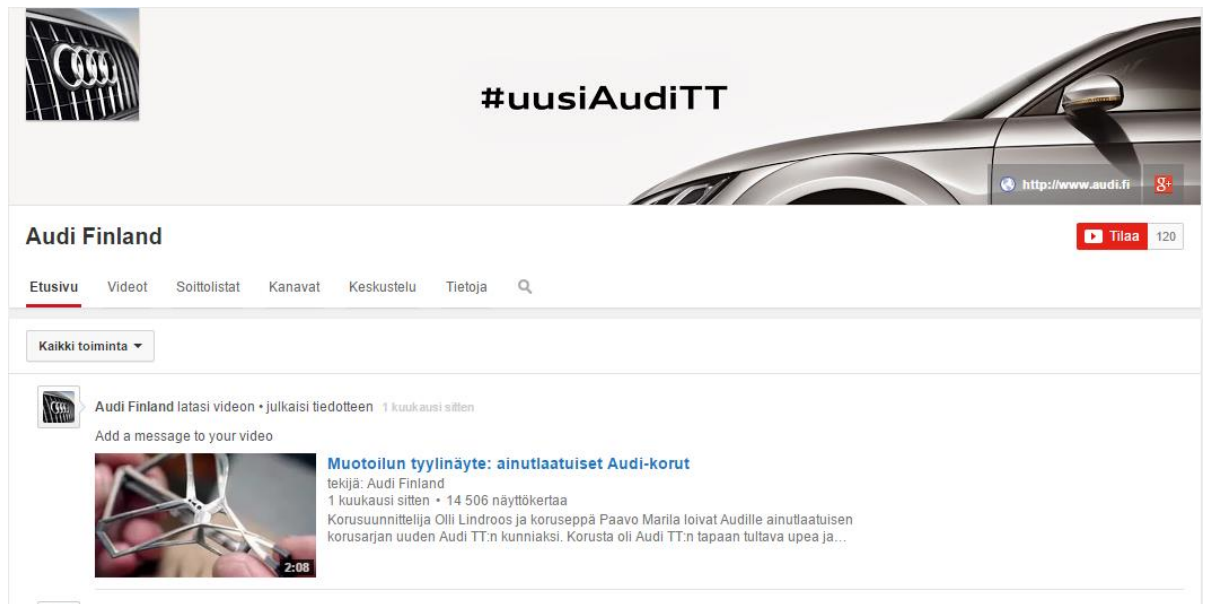 #uusiAudiTT
http://www.audi.fi
g+
Audi Finland
Tilaa 120
Etusivu Videot Soittolistat Kanavat Keskustelu Tietoja
Kaikki toiminta
Audi Finland latasi videon • julkaisi tiedotteen 1 kuukausi sitten
Add a message to your video
Muotoilun tyylinäyte: ainutlaatuiset Audi-korut
tekijä: Audi Finland
1 kuukausi sitten • 14 506 näyttökertaa
Korusuunnittelija Olli Lindroos ja koruseppä Paavo Marila loivat Audille ainutlaatuisen
korusarjan uuden Audi TT:n kunniaksi. Korusta oli Audi TT:n tapaan tultava upea ja...
2:08